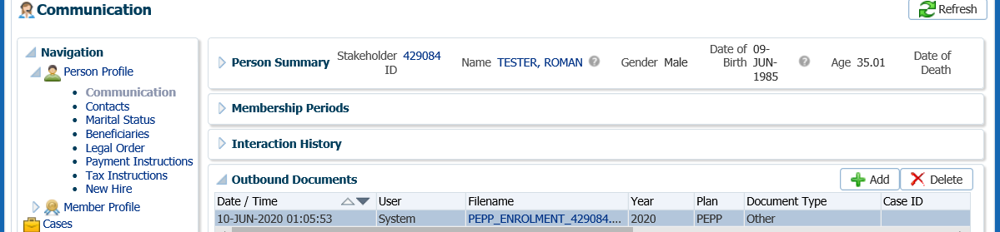 Communication
Refresh
Navigation
Person Profile
Communication
Contacts
Marital Status
Beneficiaries
Legal Order
Payment Instructions
Tax Instructions
New Hire
Member Profile
Cases
Person Summary Stakeholder ID 429084 Name TESTER, ROMAN Gender Male Date of Birth 09-JUN-1985 Age 35.01 Date of Death
Membership Periods
Interaction History
Outbound Documents Add Delete
Date / Time User Filename Year Plan Document Type Case ID
10-JUN-2020 01:05:53 System PEPP_ENROLMENT_429084.... 2020 PEPP Other